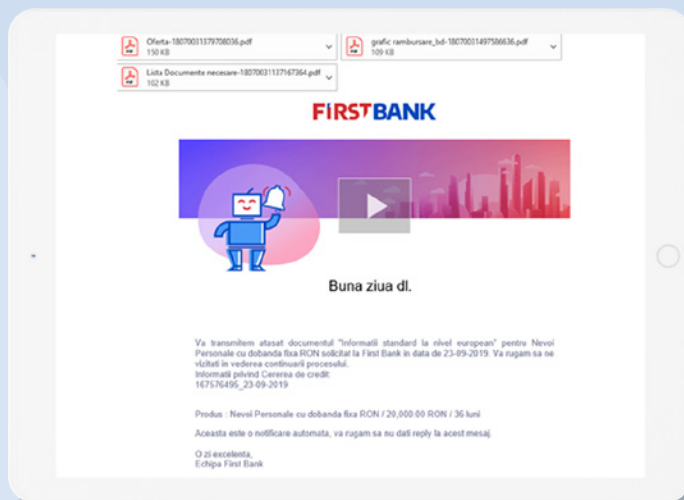 Oferta-18070031379708036.pdf
150 KB
grafic rambursare_bd-18070031497586636.pdf
109 KB
Lista Documente necesare-18070031137167364.pdf
102 KB
FIRSTBANK
Buna ziua dl.
Va transmitem atasat documentul "Informatii standard la nivel european" pentru Nevoi
Personale cu dobanda fixa RON solicitat la First Bank in data de 23-09-2019. Va rugam sa ne
vizitati in vederea continuarii procesului.
Informatii privind Cererea de credit:
167576495_23-09-2019
Produs : Nevoi Personale cu dobanda fixa RON / 20,000.00 RON / 36 luni
Aceasta este o notificare automata, va rugam sa nu dati reply la acest mesaj.
O zi excelenta,
Echipa First Bank